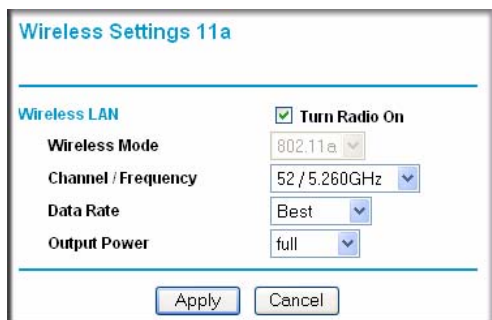 Wireless Settings 11a
Wireless LAN
Turn Radio On
Wireless Mode
802.11a
Channel / Frequency
52 / 5.260GHz
Data Rate
Best
Output Power
full
Apply
Cancel